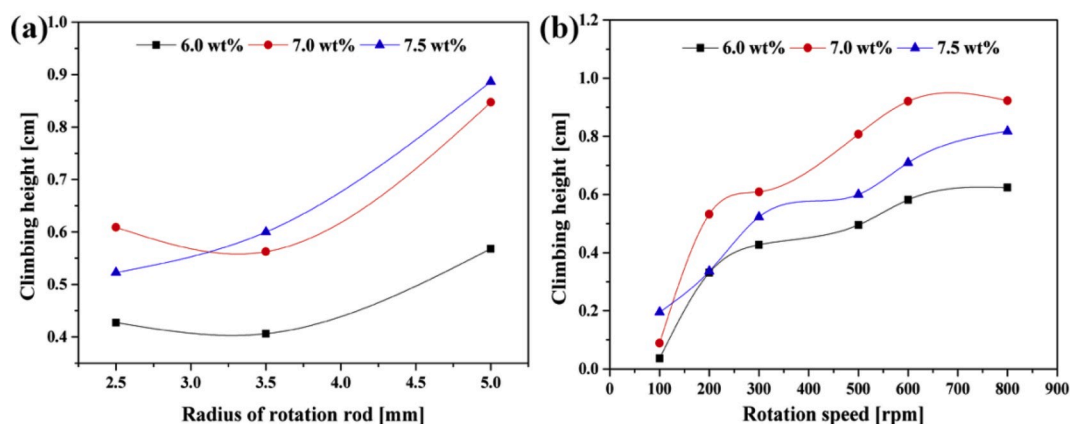 (a)
6.0 wt% 7.0 wt% 7.5 wt%
Climbing height [cm]
1.0
0.9
0.8
0.7
0.6
0.5
0.4
2.5 3.0 3.5 4.0 4.5 5.0
Radius of rotation rod [mm]
(b)
6.0 wt% 7.0 wt% 7.5 wt%
Climbing height [cm]
1.2
1.0
0.8
0.6
0.4
0.2
0.0
100 200 300 400 500 600 700 800 900
Rotation speed [rpm]